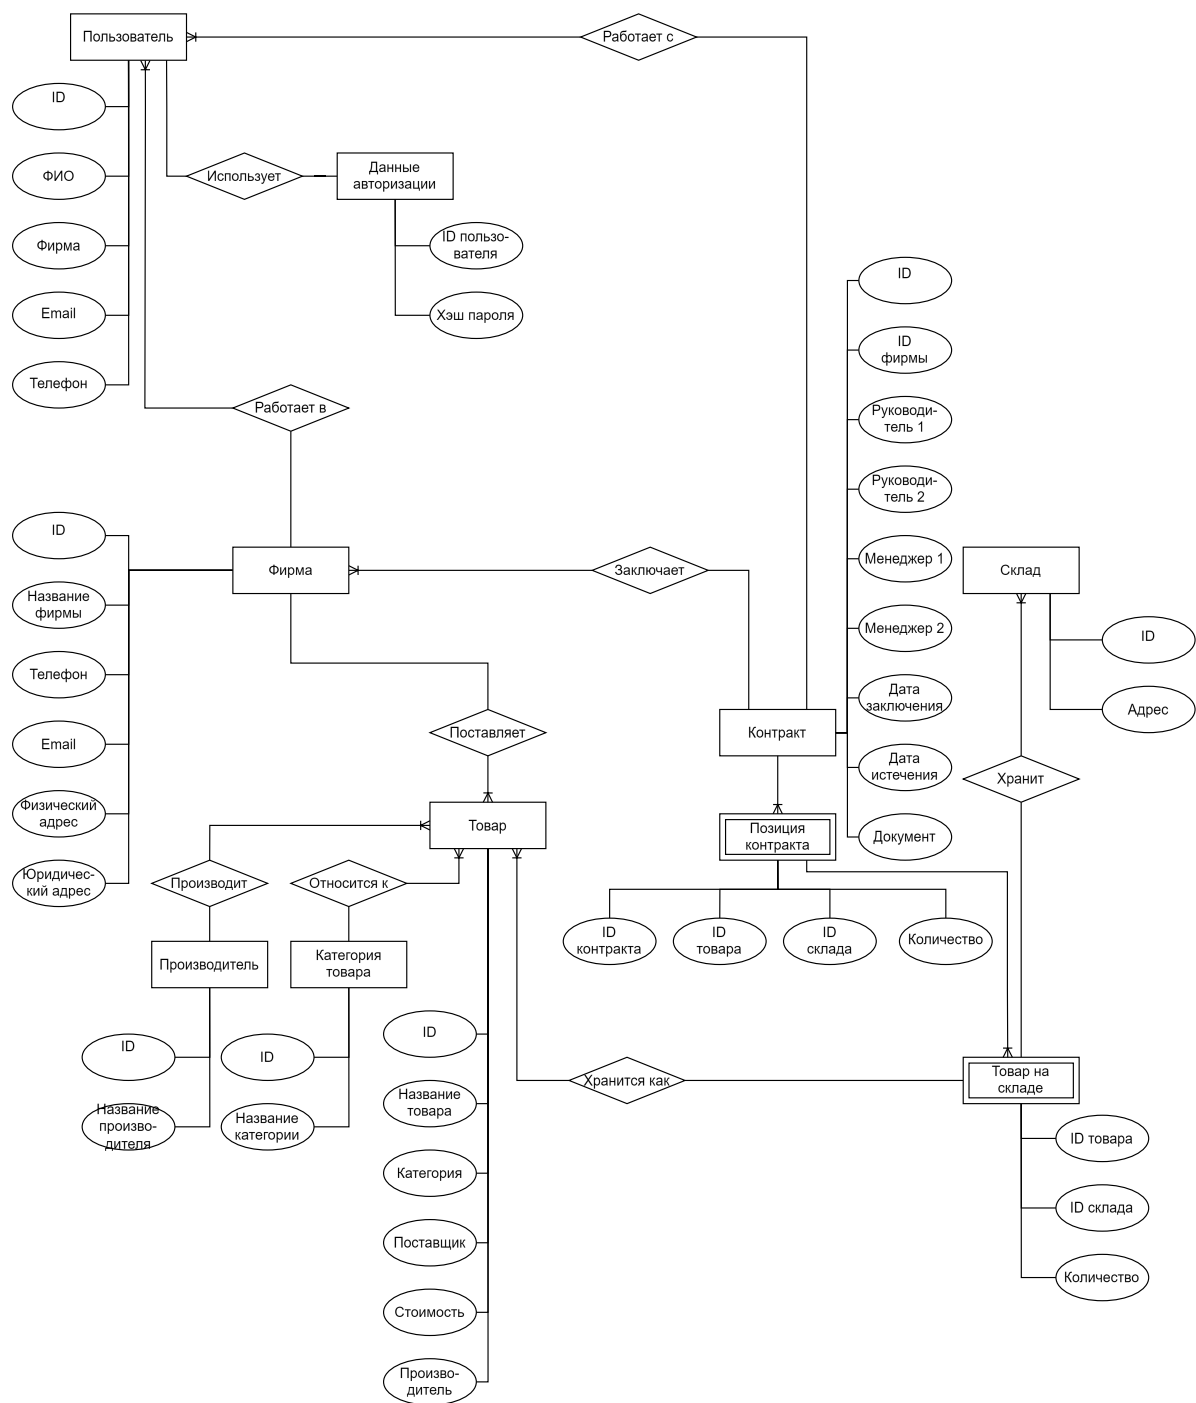 Пользователь
Работает с
ID
ФИО
Фирма
Email
Телефон
Использует
Данные
авторизации
ID пользо-
вателя
Хэш пароля
Работает в
ID
ID
фирмы
Руководи-
тель 1
Руководи-
тель 2
Менеджер 1
Менеджер 2
Дата
заключения
Дата
истечения
Документ
ID
Название
фирмы
Телефон
Email
Физический
адрес
Юридичес-
кий адрес
Фирма
Заключает
Склад
ID
Адрес
Хранит
Поставляет
Контракт
Товар
Позиция
контракта
Производит
Относится к
ID
контракта
ID
товара
ID
склада
Количество
Производитель
Категория
товара
ID
Название
произво-
дителя
ID
Название
категории
ID
Название
товара
Категория
Поставщик
Стоимость
Произво-
дитель
Хранится как
Товар на
складе
ID товара
ID склада
Количество